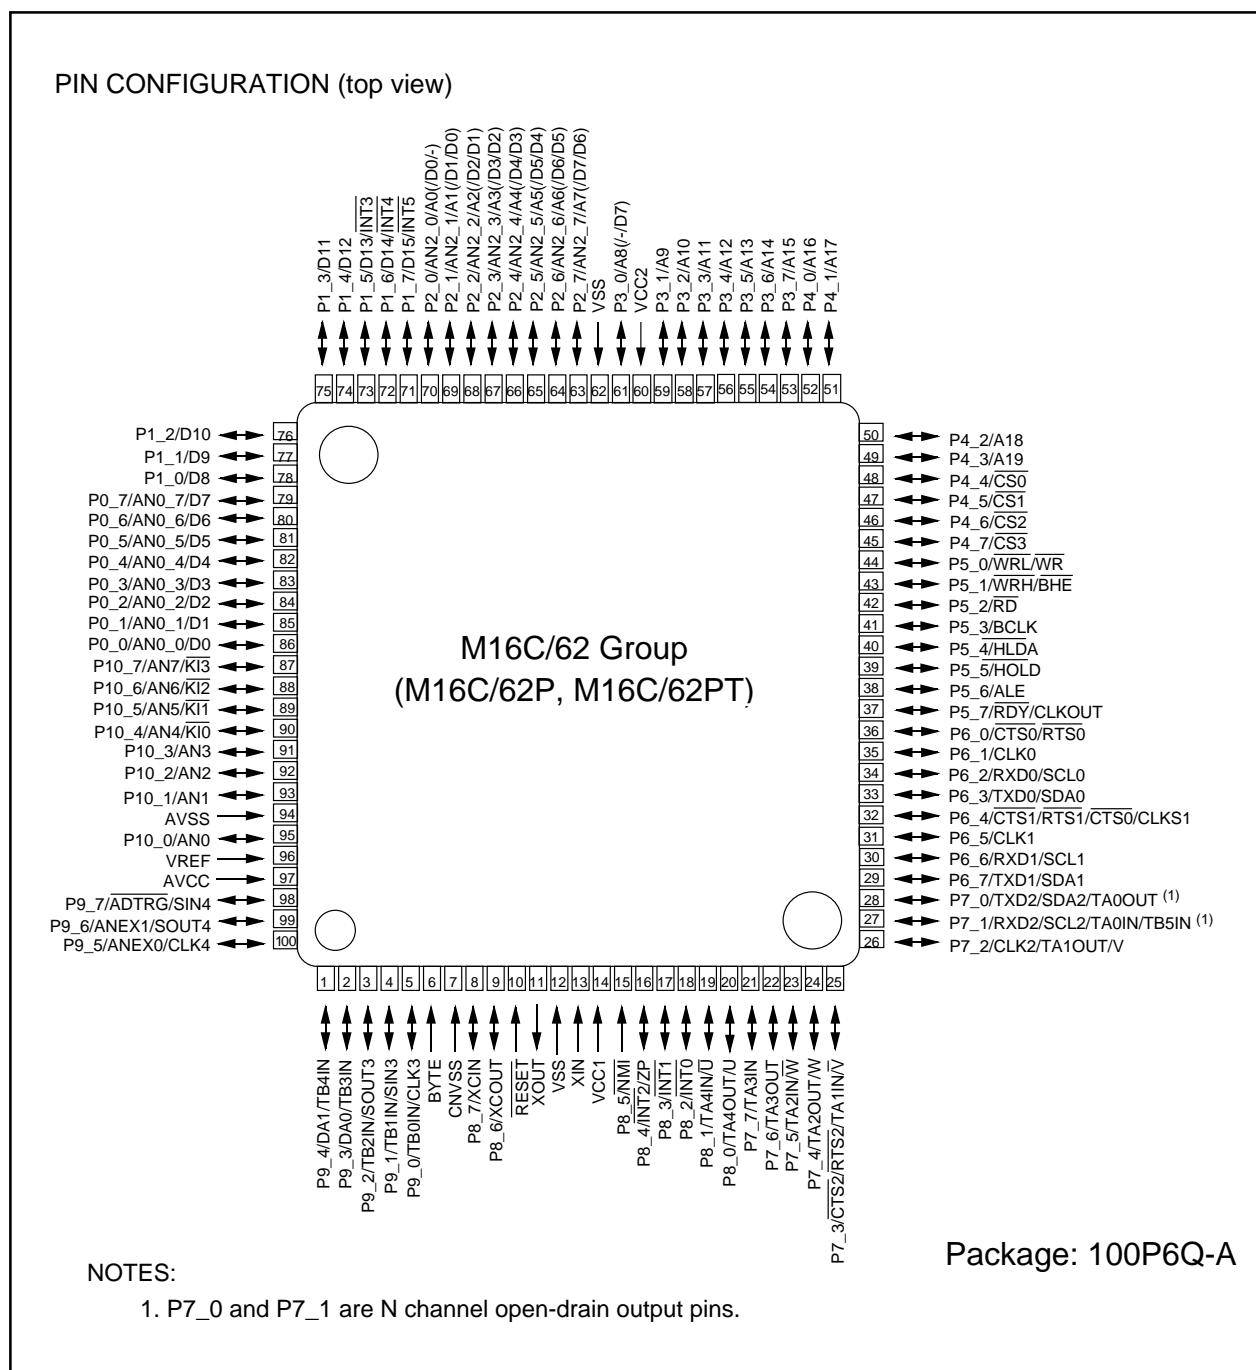 PIN CONFIGURATION (top view)
P1_3/D11
P1_4/D12
P1_5/D13/INT3
P1_6/D14/INT4
P1_7/D15/INT5
P2_0/AN2_0/A0(/D0/-)
P2_1/AN2_1/A1(/D1/D0)
P2_2/AN2_2/A2(/D2/D1)
P2_3/AN2_3/A3(/D3/D2)
P2_4/AN2_4/A4(/D4/D3)
P2_5/AN2_5/A5(/D5/D4)
P2_6/AN2_6/A6(/D6/D5)
P2_7/AN2_7/A7(/D7/D6)
VSS
P3_0/A8(/-/D7)
VCC2
P3_1/A9
P3_2/A10
P3_3/A11
P3_4/A12
P3_5/A13
P3_6/A14
P3_7/A15
P4_0/A16
P4_1/A17
75 74 73 72 71 70 69 68 67 66 65 64 63 62 61 60 59 58 57 56 55 54 53 52 51
P1_2/D10 76
P1_1/D9 77
P1_0/D8 78
P0_7/AN0_7/D7 79
P0_6/AN0_6/D6 80
P0_5/AN0_5/D5 81
P0_4/AN0_4/D4 82
P0_3/AN0_3/D3 83
P0_2/AN0_2/D2 84
P0_1/AN0_1/D1 85
P0_0/AN0_0/D0 86
P10_7/AN7/KI3 87
P10_6/AN6/KI2 88
P10_5/AN5/KI1 89
P10_4/AN4/KI0 90
P10_3/AN3 91
P10_2/AN2 92
P10_1/AN1 93
AVSS 94
P10_0/AN0 95
VREF 96
AVCC 97
P9_7/ADTRG/SIN4 98
P9_6/ANEX1/SOUT4 99
P9_5/ANEX0/CLK4 100
M16C/62 Group
(M16C/62P, M16C/62PT)
50 P4_2/A18
49 P4_3/A19
48 P4_4/CS0
47 P4_5/CS1
46 P4_6/CS2
45 P4_7/CS3
44 P5_0/WRL/WR
43 P5_1/WRH/BHE
42 P5_2/RD
41 P5_3/BCLK
40 P5_4/HLDA
39 P5_5/HOLD
38 P5_6/ALE
37 P5_7/RDY/CLKOUT
36 P6_0/CTS0/RTS0
35 P6_1/CLK0
34 P6_2/RXD0/SCL0
33 P6_3/TXD0/SDA0
32 P6_4/CTS1/RTS1/CTS0/CLKS1
31 P6_5/CLK1
30 P6_6/RXD1/SCL1
29 P6_7/TXD1/SDA1
28 P7_0/TXD2/SDA2/TA0OUT (1)
27 P7_1/RXD2/SCL2/TA0IN/TB5IN (1)
26 P7_2/CLK2/TA1OUT/V
1 2 3 4 5 6 7 8 9 10 11 12 13 14 15 16 17 18 19 20 21 22 23 24 25
P9_4/DA1/TB4IN
P9_3/DA0/TB3IN
P9_2/TB2IN/SOUT3
P9_1/TB1IN/SIN3
P9_0/TB0IN/CLK3
BYTE
CNVSS
P8_7/XCIN
P8_6/XCOUT
RESET
XOUT
VSS
XIN
VCC1
P8_5/NMI
P8_4/INT2/ZP
P8_3/INT1
P8_2/INT0
P8_1/TA4IN/U
P8_0/TA4OUT/U
P7_7/TA3IN
P7_6/TA3OUT
P7_5/TA2IN/W
P7_4/TA2OUT/W
P7_3/CTS2/RTS2/TA1IN/V
Package: 100P6Q-A
NOTES:
1. P7_0 and P7_1 are N channel open-drain output pins.